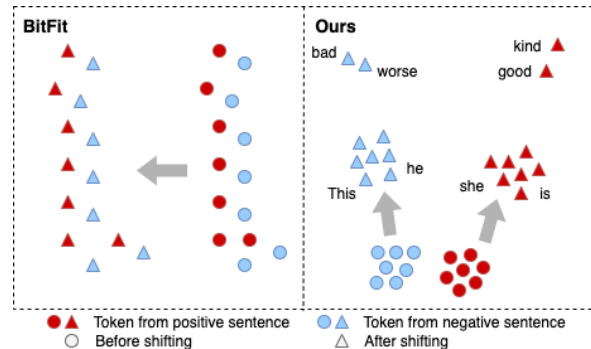 BitFit
Ours
bad
worse
kind
good
This
he
she
is
Token from positive sentence
Token from negative sentence
Before shifting
After shifting